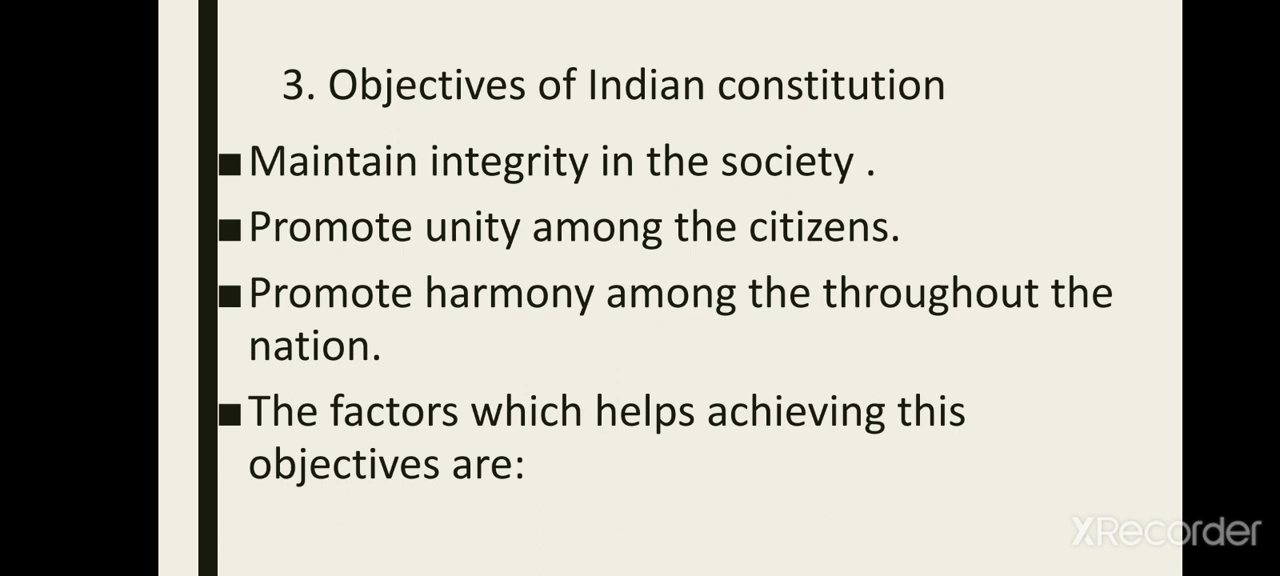 3. Objectives of Indian constitution
■ Maintain integrity in the society .
■ Promote unity among the citizens.
■ Promote harmony among the throughout the
nation.
■ The factors which helps achieving this
objectives are:
XRecorder